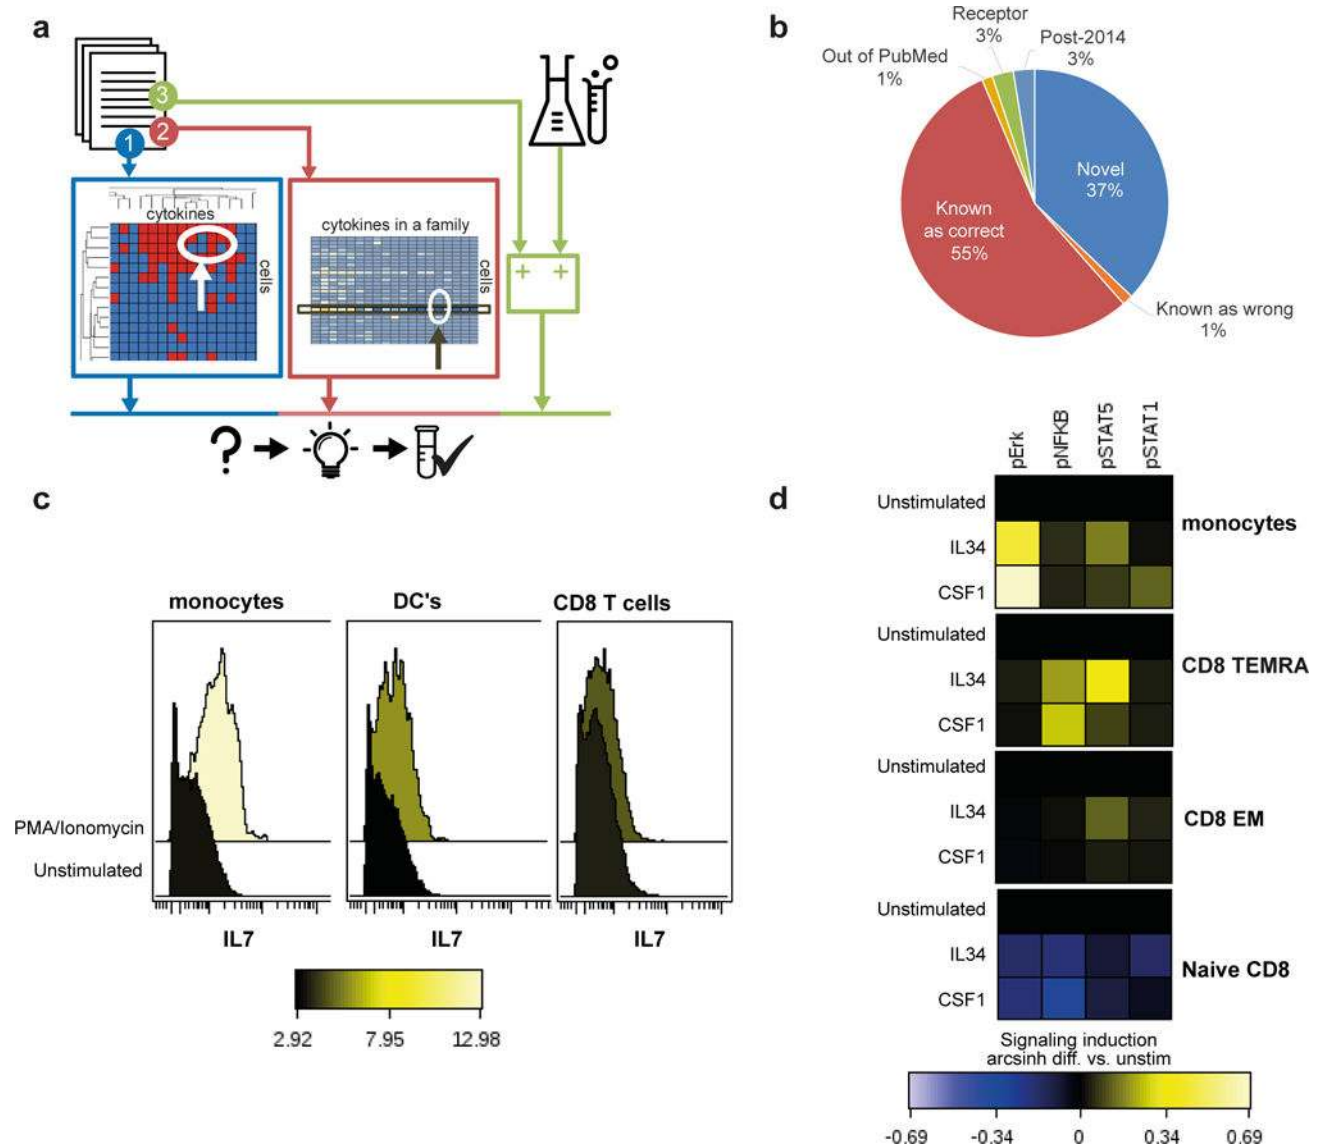 a
3
2
1
cytokines
cells
cytokines in a family
cells
+ +
?
b
Receptor
3%
Post-2014
3%
Out of PubMed
1%
Novel
37%
Known
as correct
55%
Known as wrong
1%
c
monocytes
DC's
CD8 T cells
PMA/Ionomycin
Unstimulated
IL7
IL7
IL7
2.92 7.95 12.98
d
pErk
pNFKB
pSTAT5
pSTAT1
Unstimulated
IL34
CSF1
monocytes
Unstimulated
IL34
CSF1
CD8 TEMRA
Unstimulated
IL34
CSF1
CD8 EM
Unstimulated
IL34
CSF1
Naive CD8
Signaling induction
arcsinh diff. vs. unstim
-0.69 -0.34 0 0.34 0.69